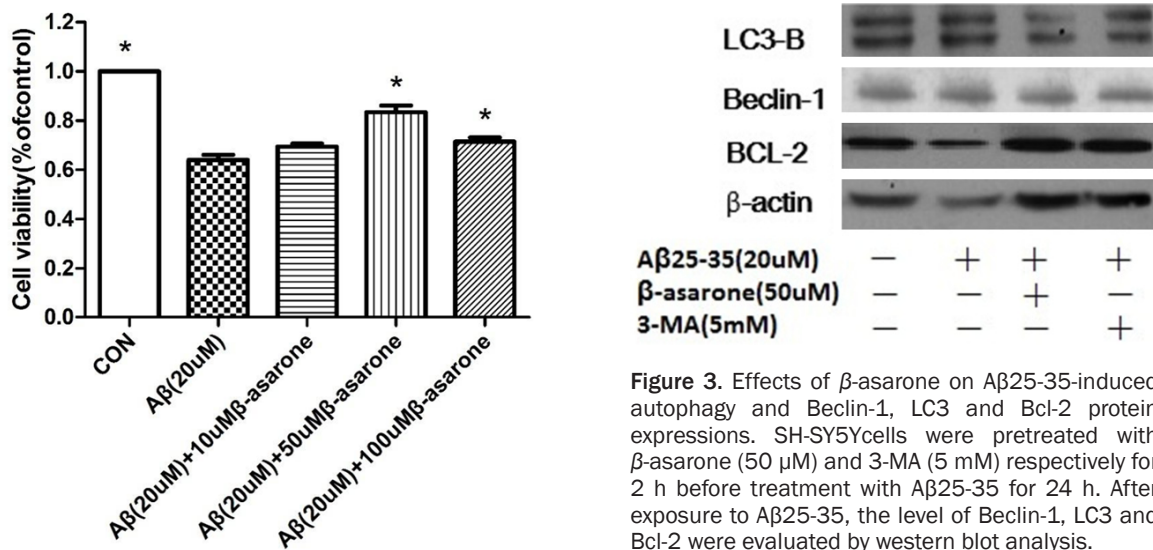 Cell viability(%ofcontrol)
1.2
1.0
0.8
0.6
0.4
0.2
0.0
*
*
*
CON
Aβ(20uM)
Aβ(20uM)+10uMβ-asarone
Aβ(20uM)+50uMβ-asarone
Aβ(20uM)+100uMβ-asarone
LC3-B
Beclin-1
BCL-2
β-actin
Aβ25-35(20uM) — + + +
β-asarone(50uM) — — + —
3-MA(5mM) — — — +
Figure 3. Effects of β-asarone on Aβ25-35-induced
autophagy and Beclin-1, LC3 and Bcl-2 protein
expressions. SH-SY5Ycells were pretreated with
β-asarone (50 μM) and 3-MA (5 mM) respectively for
2 h before treatment with Aβ25-35 for 24 h. After
exposure to Aβ25-35, the level of Beclin-1, LC3 and
Bcl-2 were evaluated by western blot analysis.